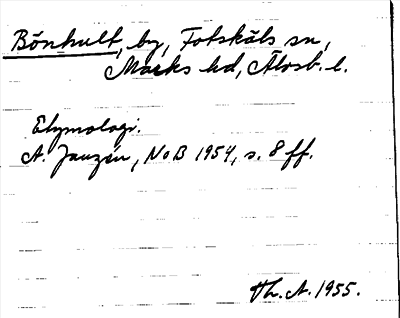 Bönhult, by, Fotskäls sn,
Marks hd, Älvsb. l.
Etymologi.
A. Janzén, NoB 1954, s. 8 ff.
Th. A. 1955.